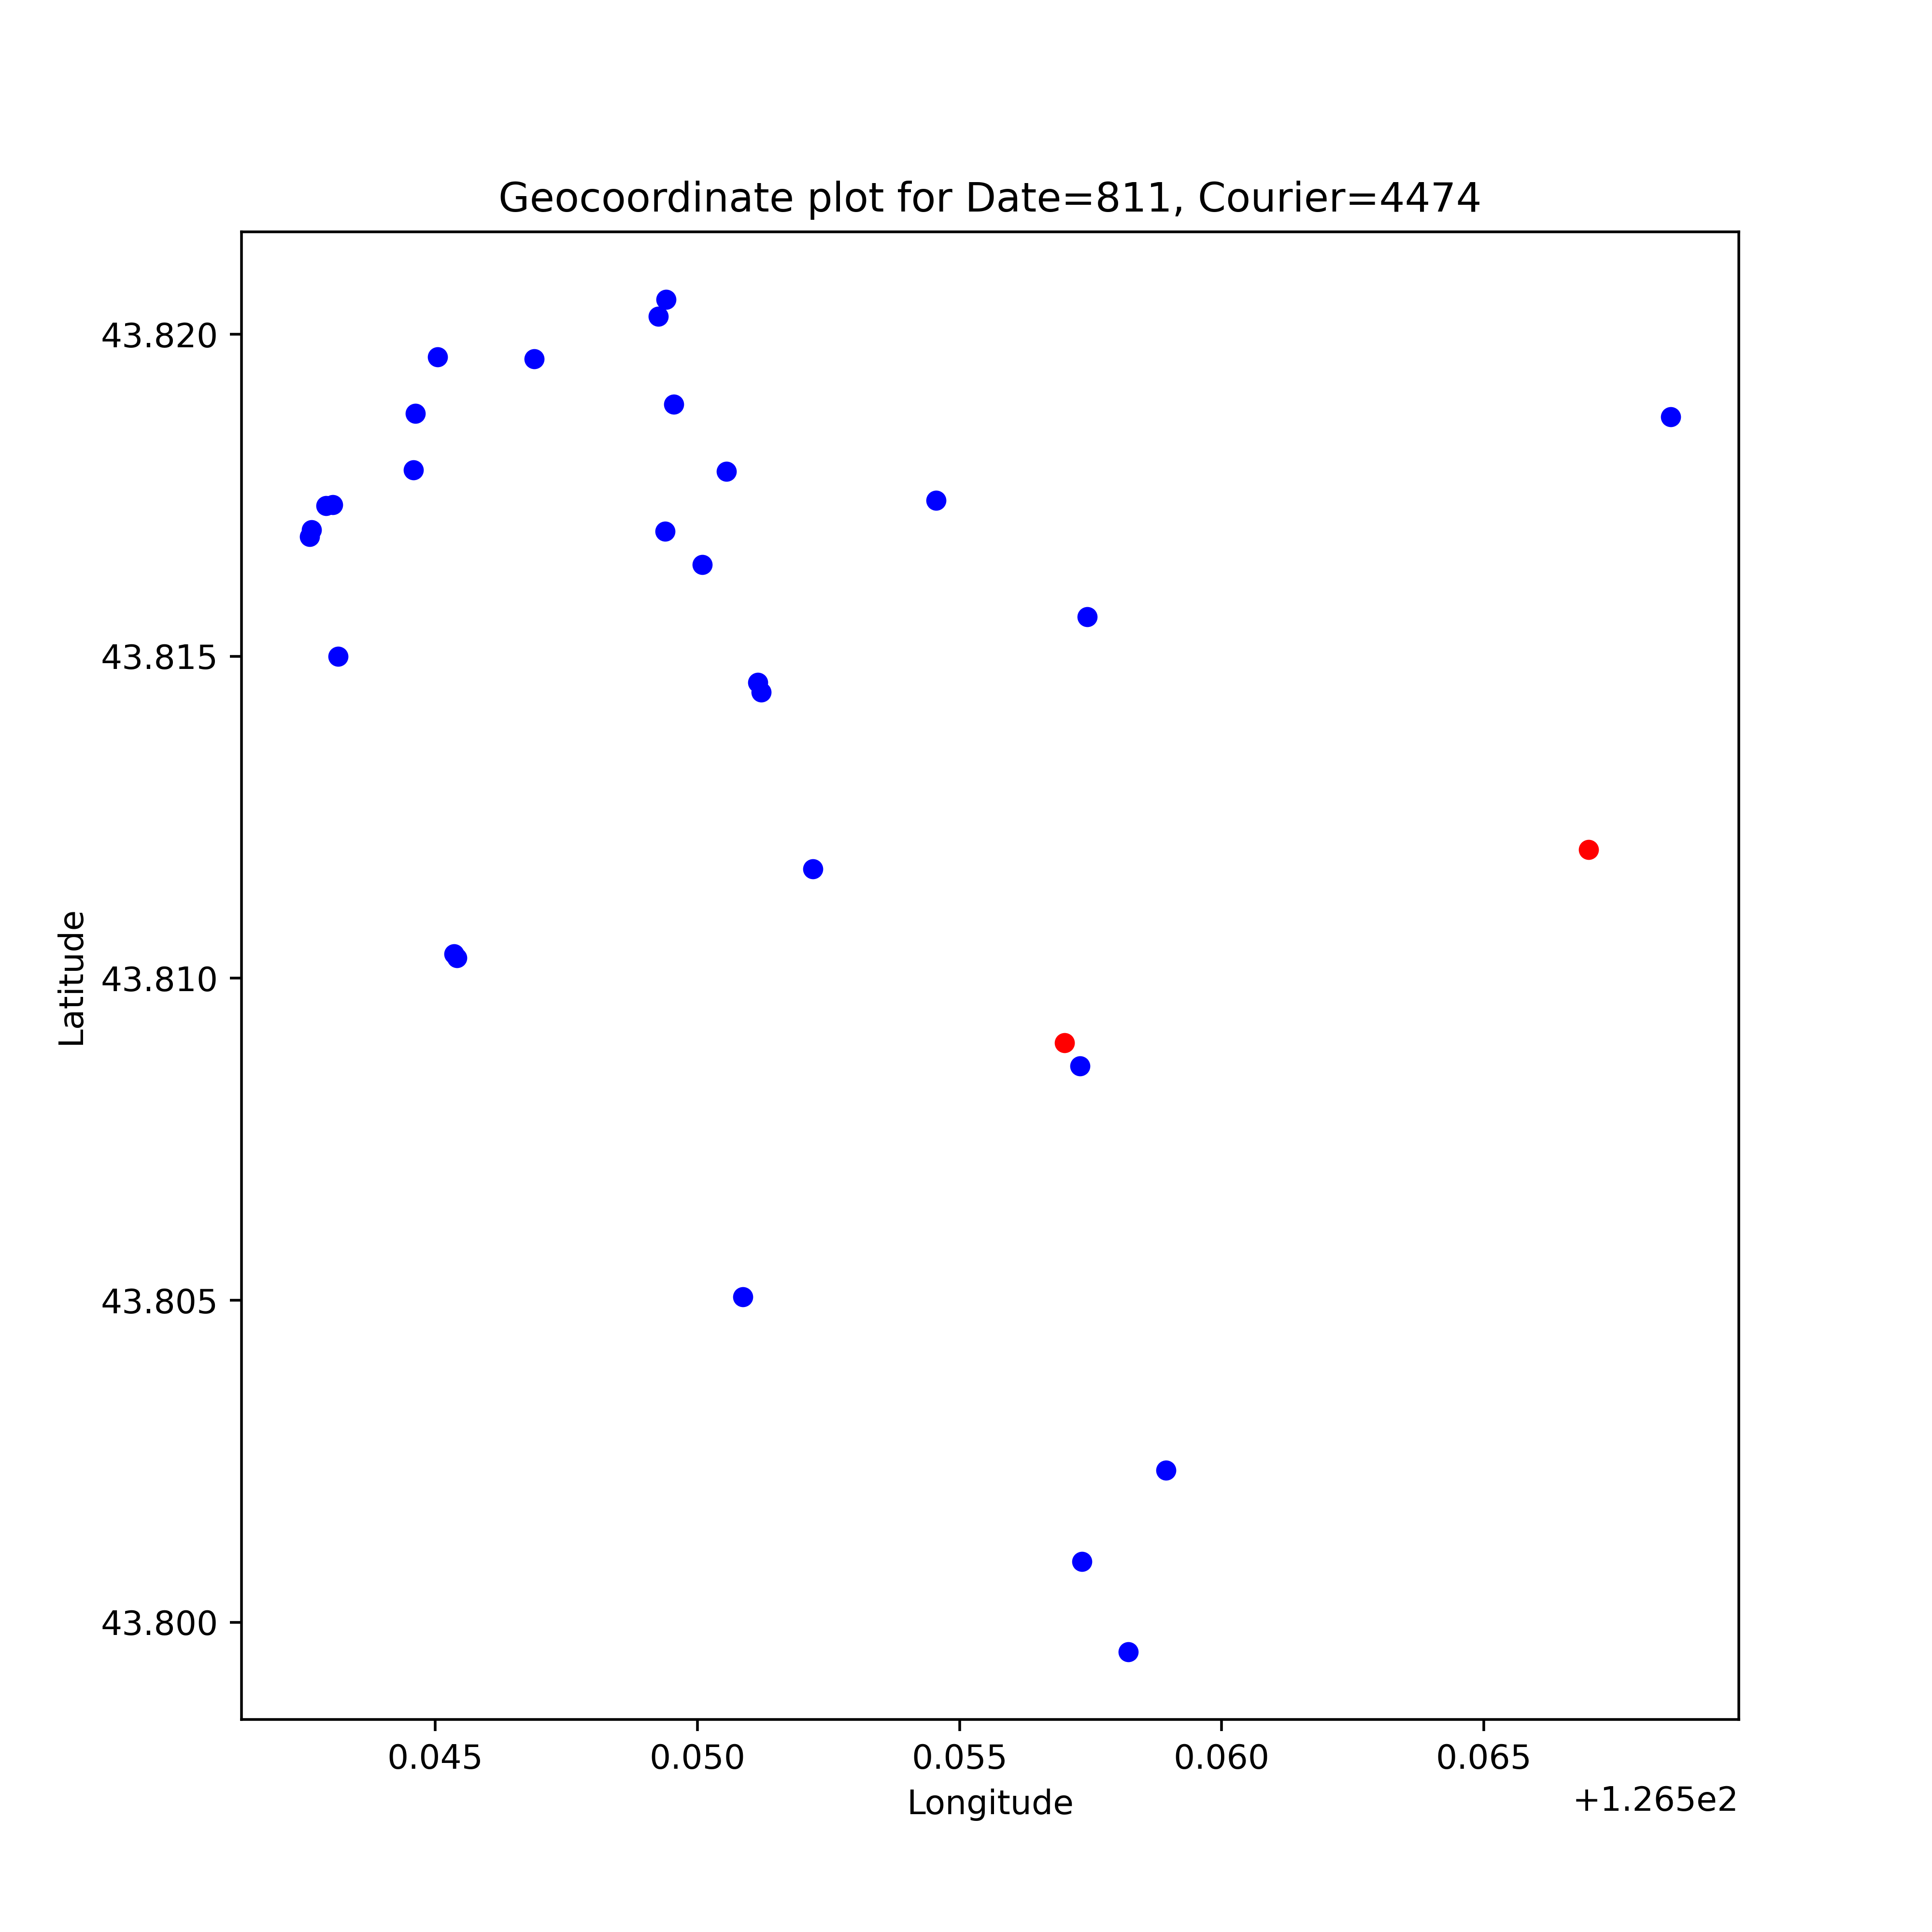 Geocoordinate plot for Date=811, Courier=4474
43.820
43.815
43.810
43.805
43.800
Latitude
0.045 0.050 0.055 0.060 0.065
Longitude
+1.265e2